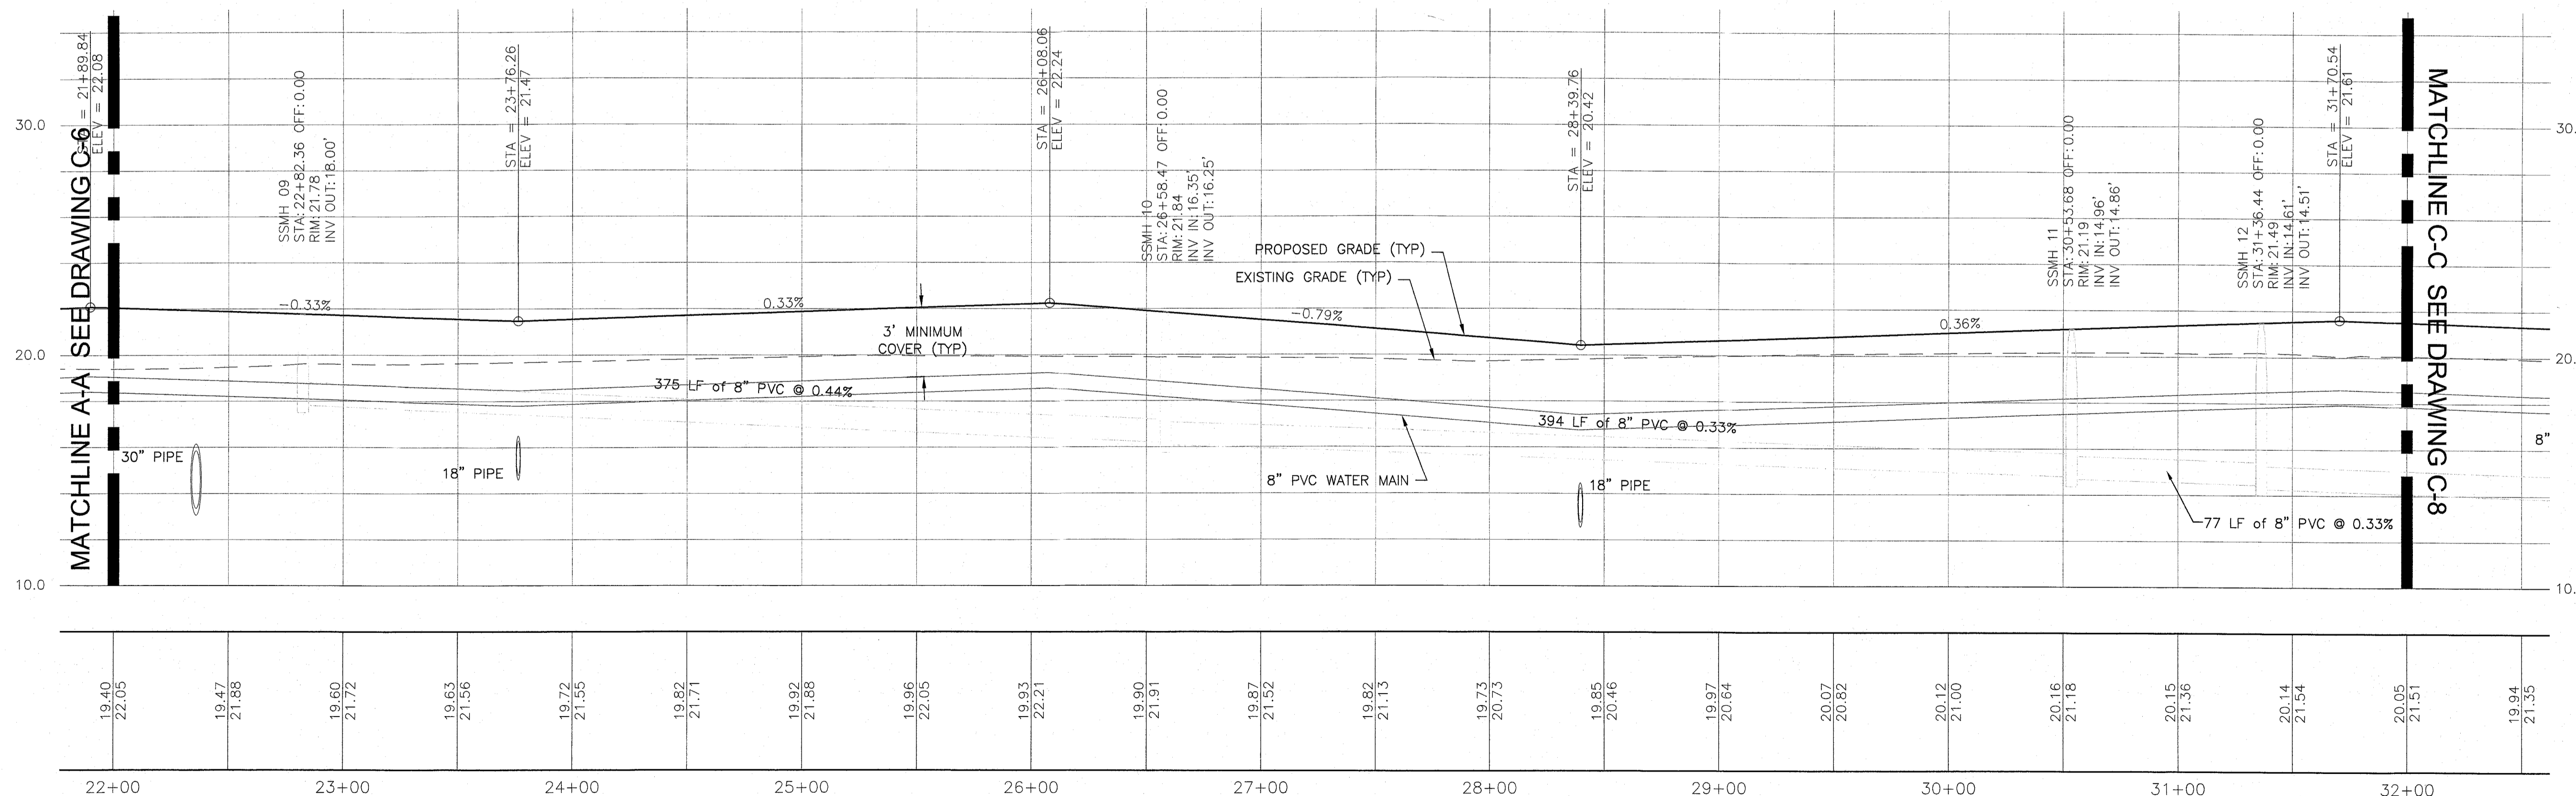 STA = 21+89.84
ELEV = 22.08
SSMH 09
STA: 22+82.36 OFF: 0.00
RIM: 21.78
INV OUT: 18.00'
STA = 23+76.26
ELEV = 21.47
STA = 26+08.06
ELEV = 22.24
SSMH 10
STA: 26+58.47 OFF: 0.00
RIM: 21.84
INV IN: 16.35'
INV OUT: 16.25'
STA = 28+39.76
ELEV = 20.42
SSMH 11
STA: 30+53.68 OFF: 0.00
RIM: 21.19
INV IN: 14.96'
INV OUT: 14.86'
SSMH 12
STA: 31+36.44 OFF: 0.00
RIM: 21.49
INV IN: 14.61'
INV OUT: 14.51'
STA = 31+70.54
ELEV = 21.61
MATCHLINE A-A SEE DRAWING C-6
MATCHLINE C-C SEE DRAWING C-8
30.0
30.
20.0
20.
10.0
10.
PROPOSED GRADE (TYP)
EXISTING GRADE (TYP)
-0.33%
0.33%
-0.79%
0.36%
3' MINIMUM
COVER (TYP)
375 LF of 8" PVC @ 0.44%
394 LF of 8" PVC @ 0.33%
8"
30" PIPE
18" PIPE
8" PVC WATER MAIN
18" PIPE
77 LF of 8" PVC @ 0.33%
19.40
22.05
19.47
21.88
19.60
21.72
19.63
21.56
19.72
21.55
19.82
21.71
19.92
21.88
19.96
22.05
19.93
22.21
19.90
21.91
19.87
21.52
19.82
21.13
19.73
20.73
19.85
20.46
19.97
20.64
20.07
20.82
20.12
21.00
20.16
21.18
20.15
21.36
20.14
21.54
20.05
21.51
19.94
21.35
22+00
23+00
24+00
25+00
26+00
27+00
28+00
29+00
30+00
31+00
32+00